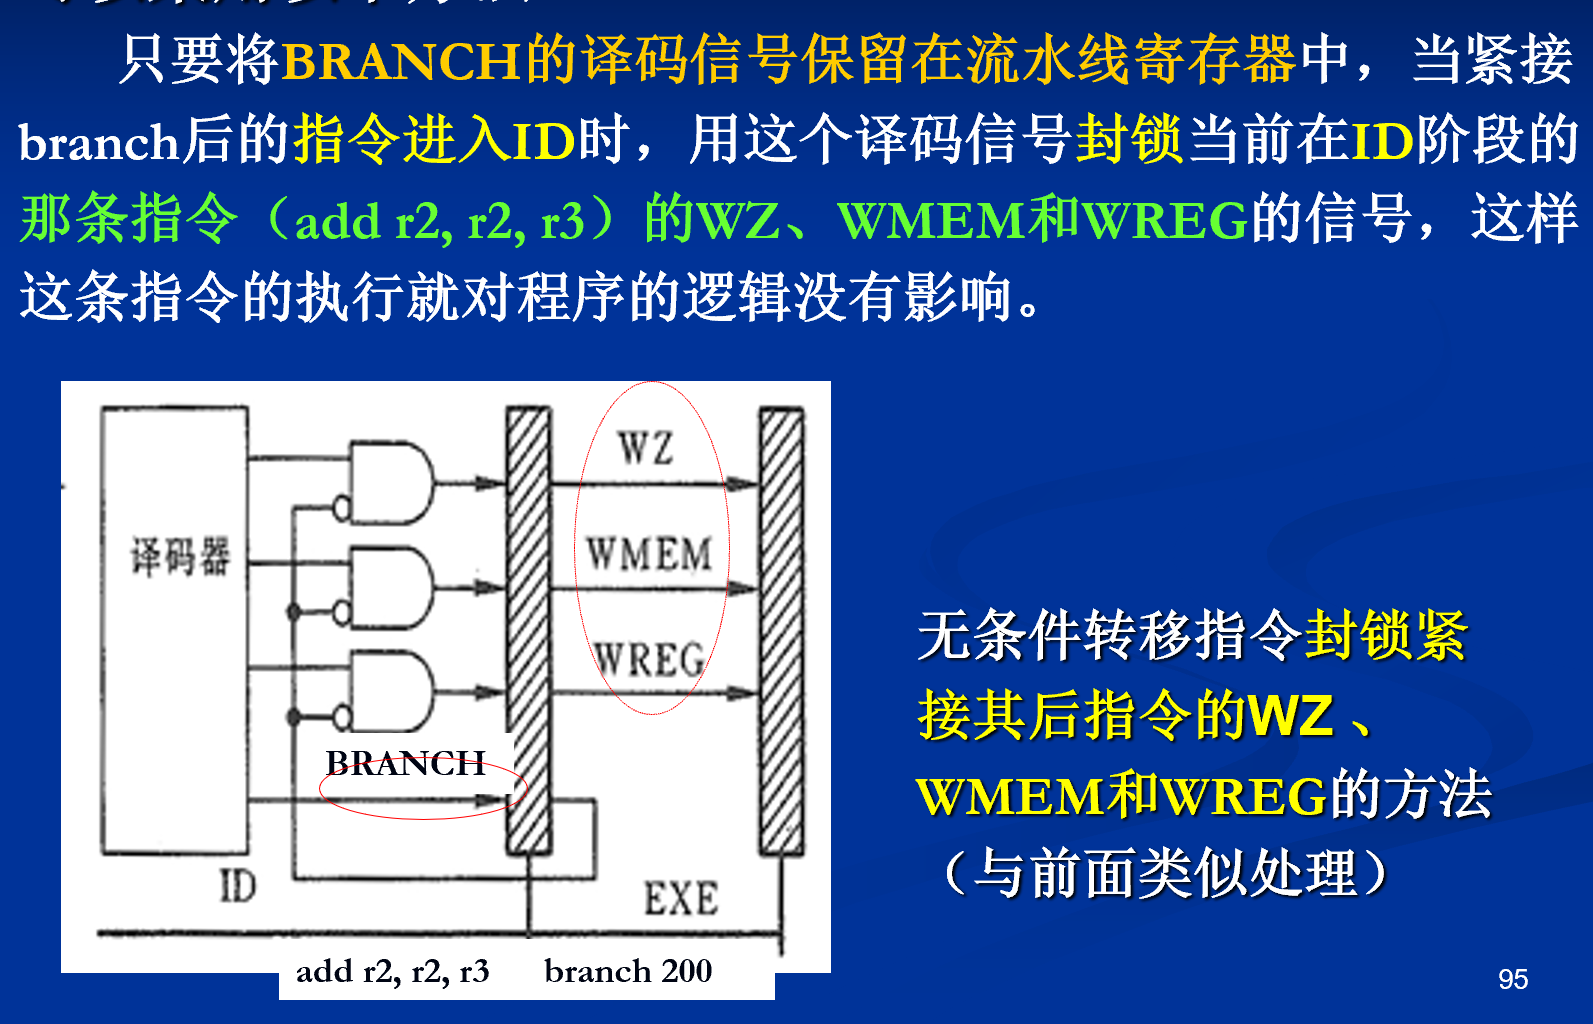 只要将BRANCH的译码信号保留在流水线寄存器中，当紧接
branch后的指令进入ID时，用这个译码信号封锁当前在ID阶段的
那条指令（add r2, r2, r3）的WZ、WMEM和WREG的信号，这样
这条指令的执行就对程序的逻辑没有影响。
WZ
译码器
WMEM
WREG
BRANCH
ID
EXE
add r2, r2, r3
branch 200
无条件转移指令封锁紧
接其后指令的WZ 、
WMEM和WREG的方法
（与前面类似处理）
95